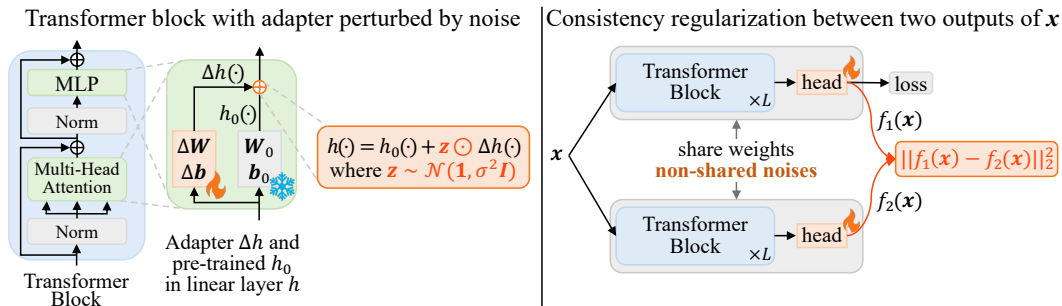 Transformer block with adapter perturbed by noise
MLP
Norm
Multi-Head
Attention
Norm
Transformer
Block
Δh(·)
h₀(·)
ΔW
Δb
W₀
b₀
Adapter Δh and
pre-trained h₀
in linear layer h
h(·) = h₀(·) + z ⊙ Δh(·)
where z ~ 𝒩(1, σ²I)
Consistency regularization between two outputs of x
Transformer
Block
×L
head
loss
f₁(x)
x
share weights
non-shared noises
||f₁(x) − f₂(x)||₂²
f₂(x)
Transformer
Block
×L
head